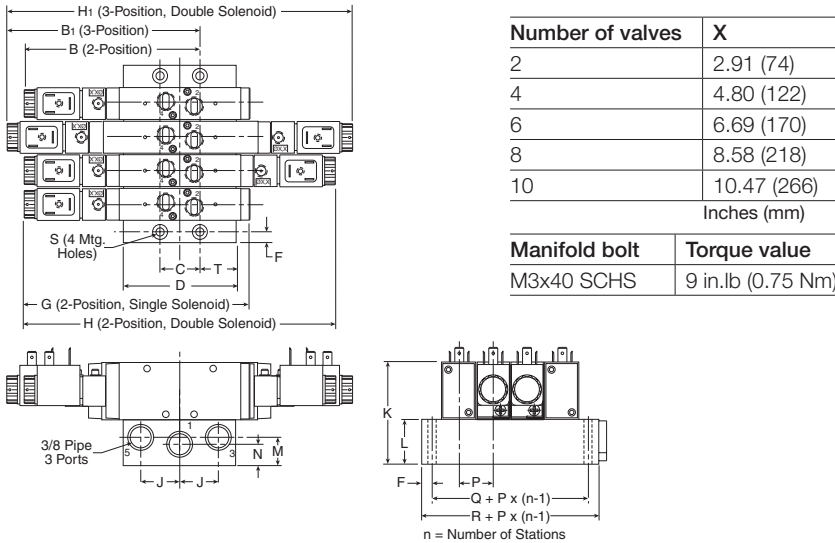 H1 (3-Position, Double Solenoid)
B1 (3-Position)
B (2-Position)
S (4 Mtg.
Holes)
F
C
T
D
G (2-Position, Single Solenoid)
H (2-Position, Double Solenoid)
Number of valves X
2 2.91 (74)
4 4.80 (122)
6 6.69 (170)
8 8.58 (218)
10 10.47 (266)
Inches (mm)
Manifold bolt Torque value
M3x40 SCHS 9 in.lb (0.75 Nm)
3/8 Pipe
3 Ports
5
1
3
N
M
J
J
K
L
F
P
Q + P x (n-1)
R + P x (n-1)
n = Number of Stations